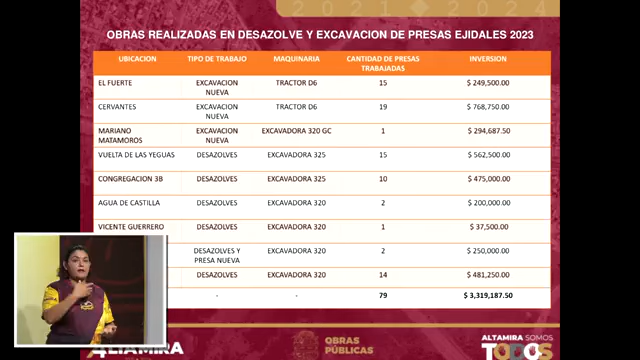 2021 2024
OBRAS REALIZADAS EN DESAZOLVE Y EXCAVACION DE PRESAS EJIDALES 2023
UBICACION TIPO DE TRABAJO MAQUINARIA CANTIDAD DE PRESAS TRABAJADAS INVERSION
EL FUERTE EXCAVACION NUEVA TRACTOR D6 15 $ 249,500.00
CERVANTES EXCAVACION NUEVA TRACTOR D6 19 $ 768,750.00
MARIANO MATAMOROS EXCAVACION NUEVA EXCAVADORA 320 GC 1 $ 294,687.50
VUELTA DE LAS YEGUAS DESAZOLVES EXCAVADORA 325 15 $ 562,500.00
CONGREGACION 3B DESAZOLVES EXCAVADORA 325 10 $ 475,000.00
AGUA DE CASTILLA DESAZOLVES EXCAVADORA 320 2 $ 200,000.00
VICENTE GUERRERO DESAZOLVES EXCAVADORA 320 1 $ 37,500.00
DESAZOLVES Y PRESA NUEVA EXCAVADORA 320 2 $ 250,000.00
DESAZOLVES EXCAVADORA 320 14 $ 481,250.00
- - 79 $ 3,319,187.50
ALTAMIRA
OBRAS PÚBLICAS
ALTAMIRA SOMOS
TODOS